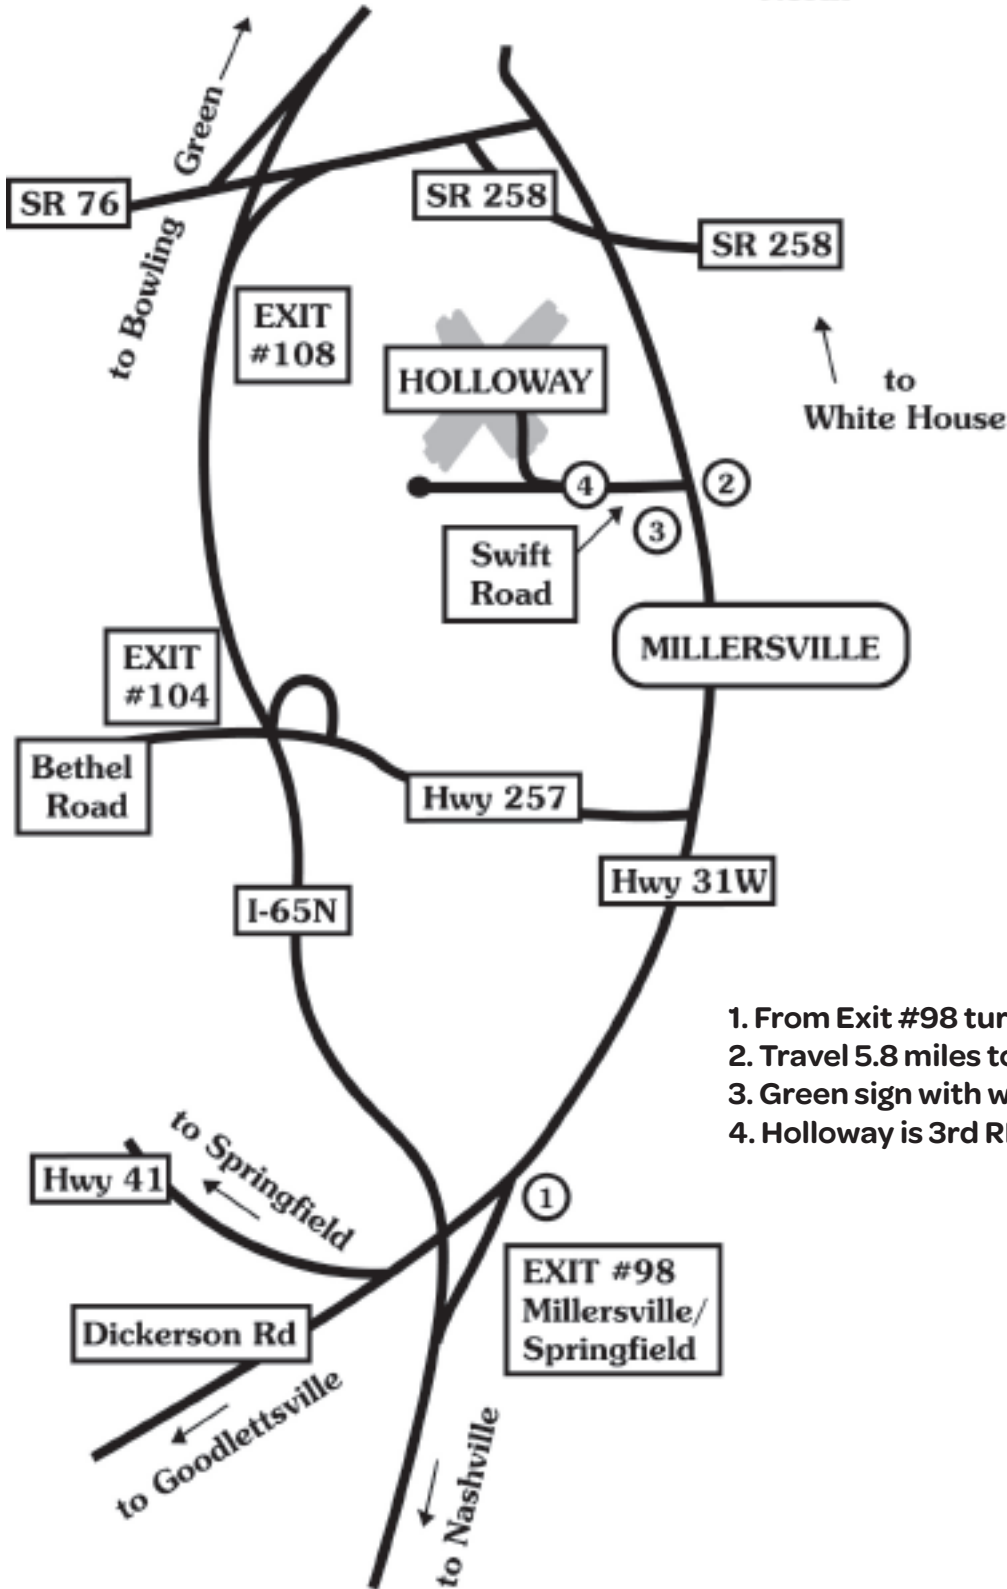 to Bowling Green
SR 76
SR 258
SR 258
EXIT
#108
HOLLOWAY
to
White House
4
2
3
Swift
Road
MILLERSVILLE
EXIT
#104
Bethel
Road
Hwy 257
Hwy 31W
I-65N
1. From Exit #98
2. Travel 5.8 miles
3. Green sign with
4. Holloway is 3rd
to Springfield
Hwy 41
1
EXIT #98
Millersville/
Springfield
Dickerson Rd
to Goodlettsville
to Nashville